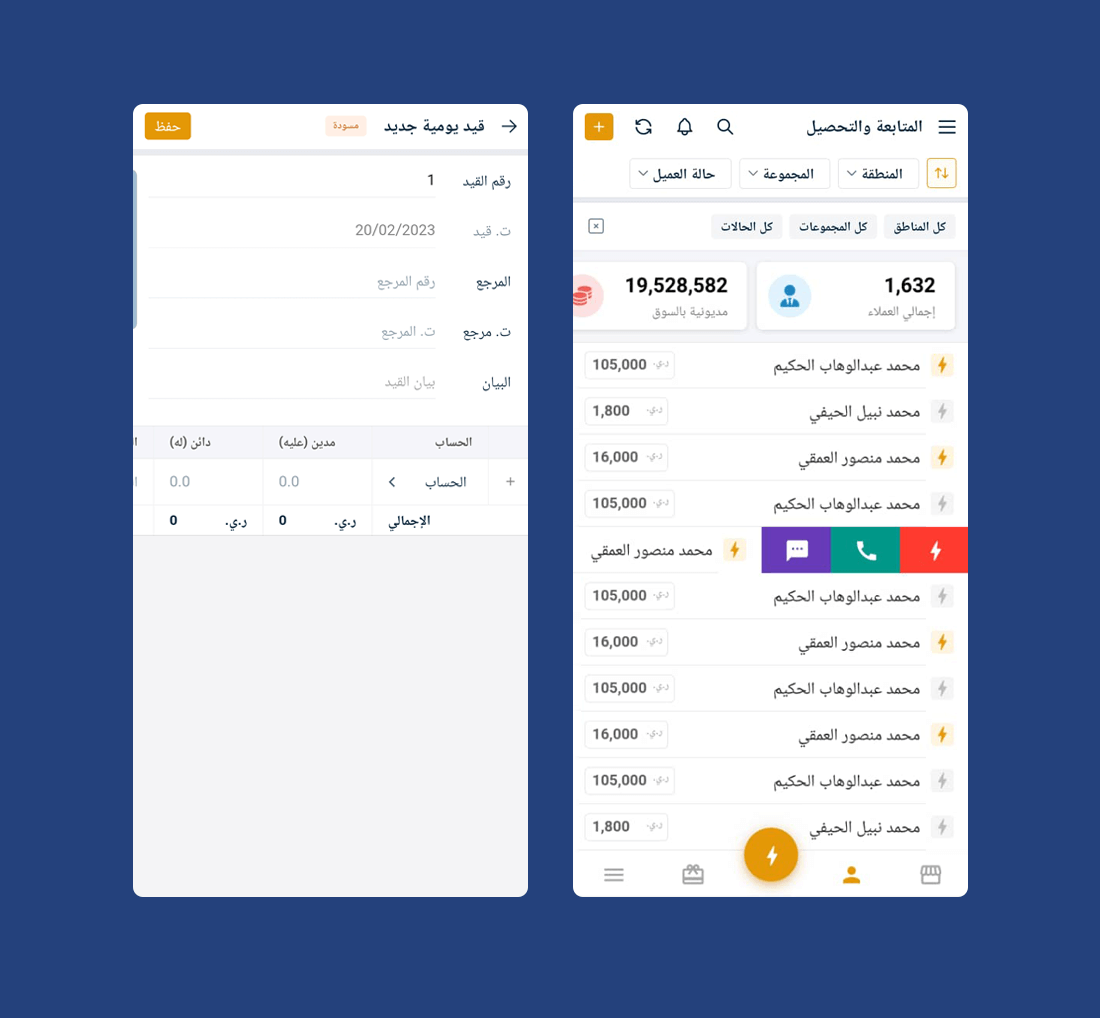 المتابعة والتحصيل
المنطقة
المجموعة
حالة العميل
كل المناطق
كل المجموعات
كل الحالات
1,632
إجمالي العملاء
19,528,582
مديونية بالسوق
محمد عبدالوهاب الحكيم ر.ي. 105,000
محمد نبيل الحيفي ر.ي. 1,800
محمد منصور العمقي ر.ي. 16,000
محمد عبدالوهاب الحكيم ر.ي. 105,000
محمد منصور العمقي
محمد عبدالوهاب الحكيم ر.ي. 105,000
محمد منصور العمقي ر.ي. 16,000
محمد عبدالوهاب الحكيم ر.ي. 105,000
محمد منصور العمقي ر.ي. 16,000
محمد عبدالوهاب الحكيم ر.ي. 105,000
محمد نبيل الحيفي ر.ي. 1,800
قيد يومية جديد مسودة حفظ
رقم القيد 1
ت. قيد 20/02/2023
المرجع رقم المرجع
ت. مرجع ت. المرجع
البيان بيان القيد
الحساب مدين (عليه) دائن (له)
+ الحساب 0.0 0.0
الإجمالي ر.ي. 0 ر.ي. 0